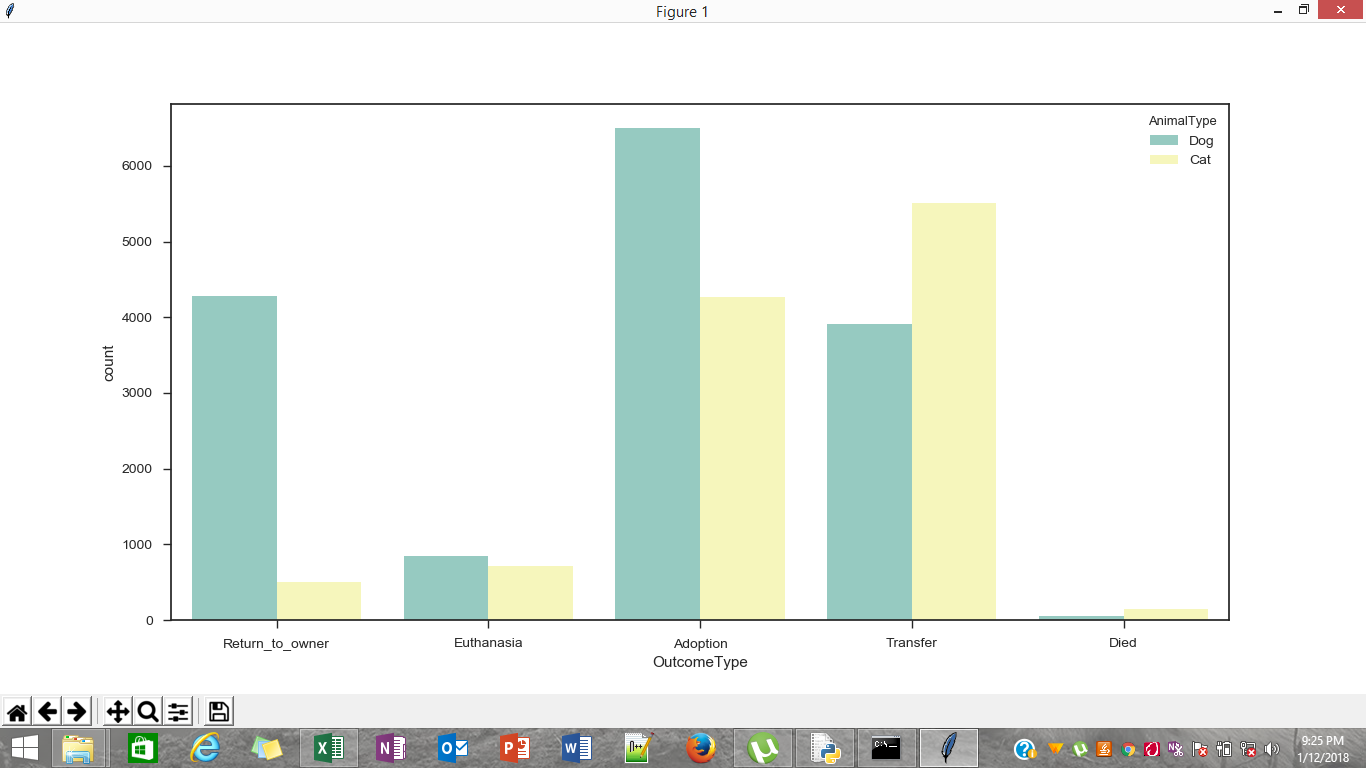 Figure 1
AnimalType
Dog
Cat
6000
5000
4000
3000
2000
1000
0
count
Return_to_owner
Euthanasia
Adoption
Transfer
Died
OutcomeType
9:25 PM
1/12/2018